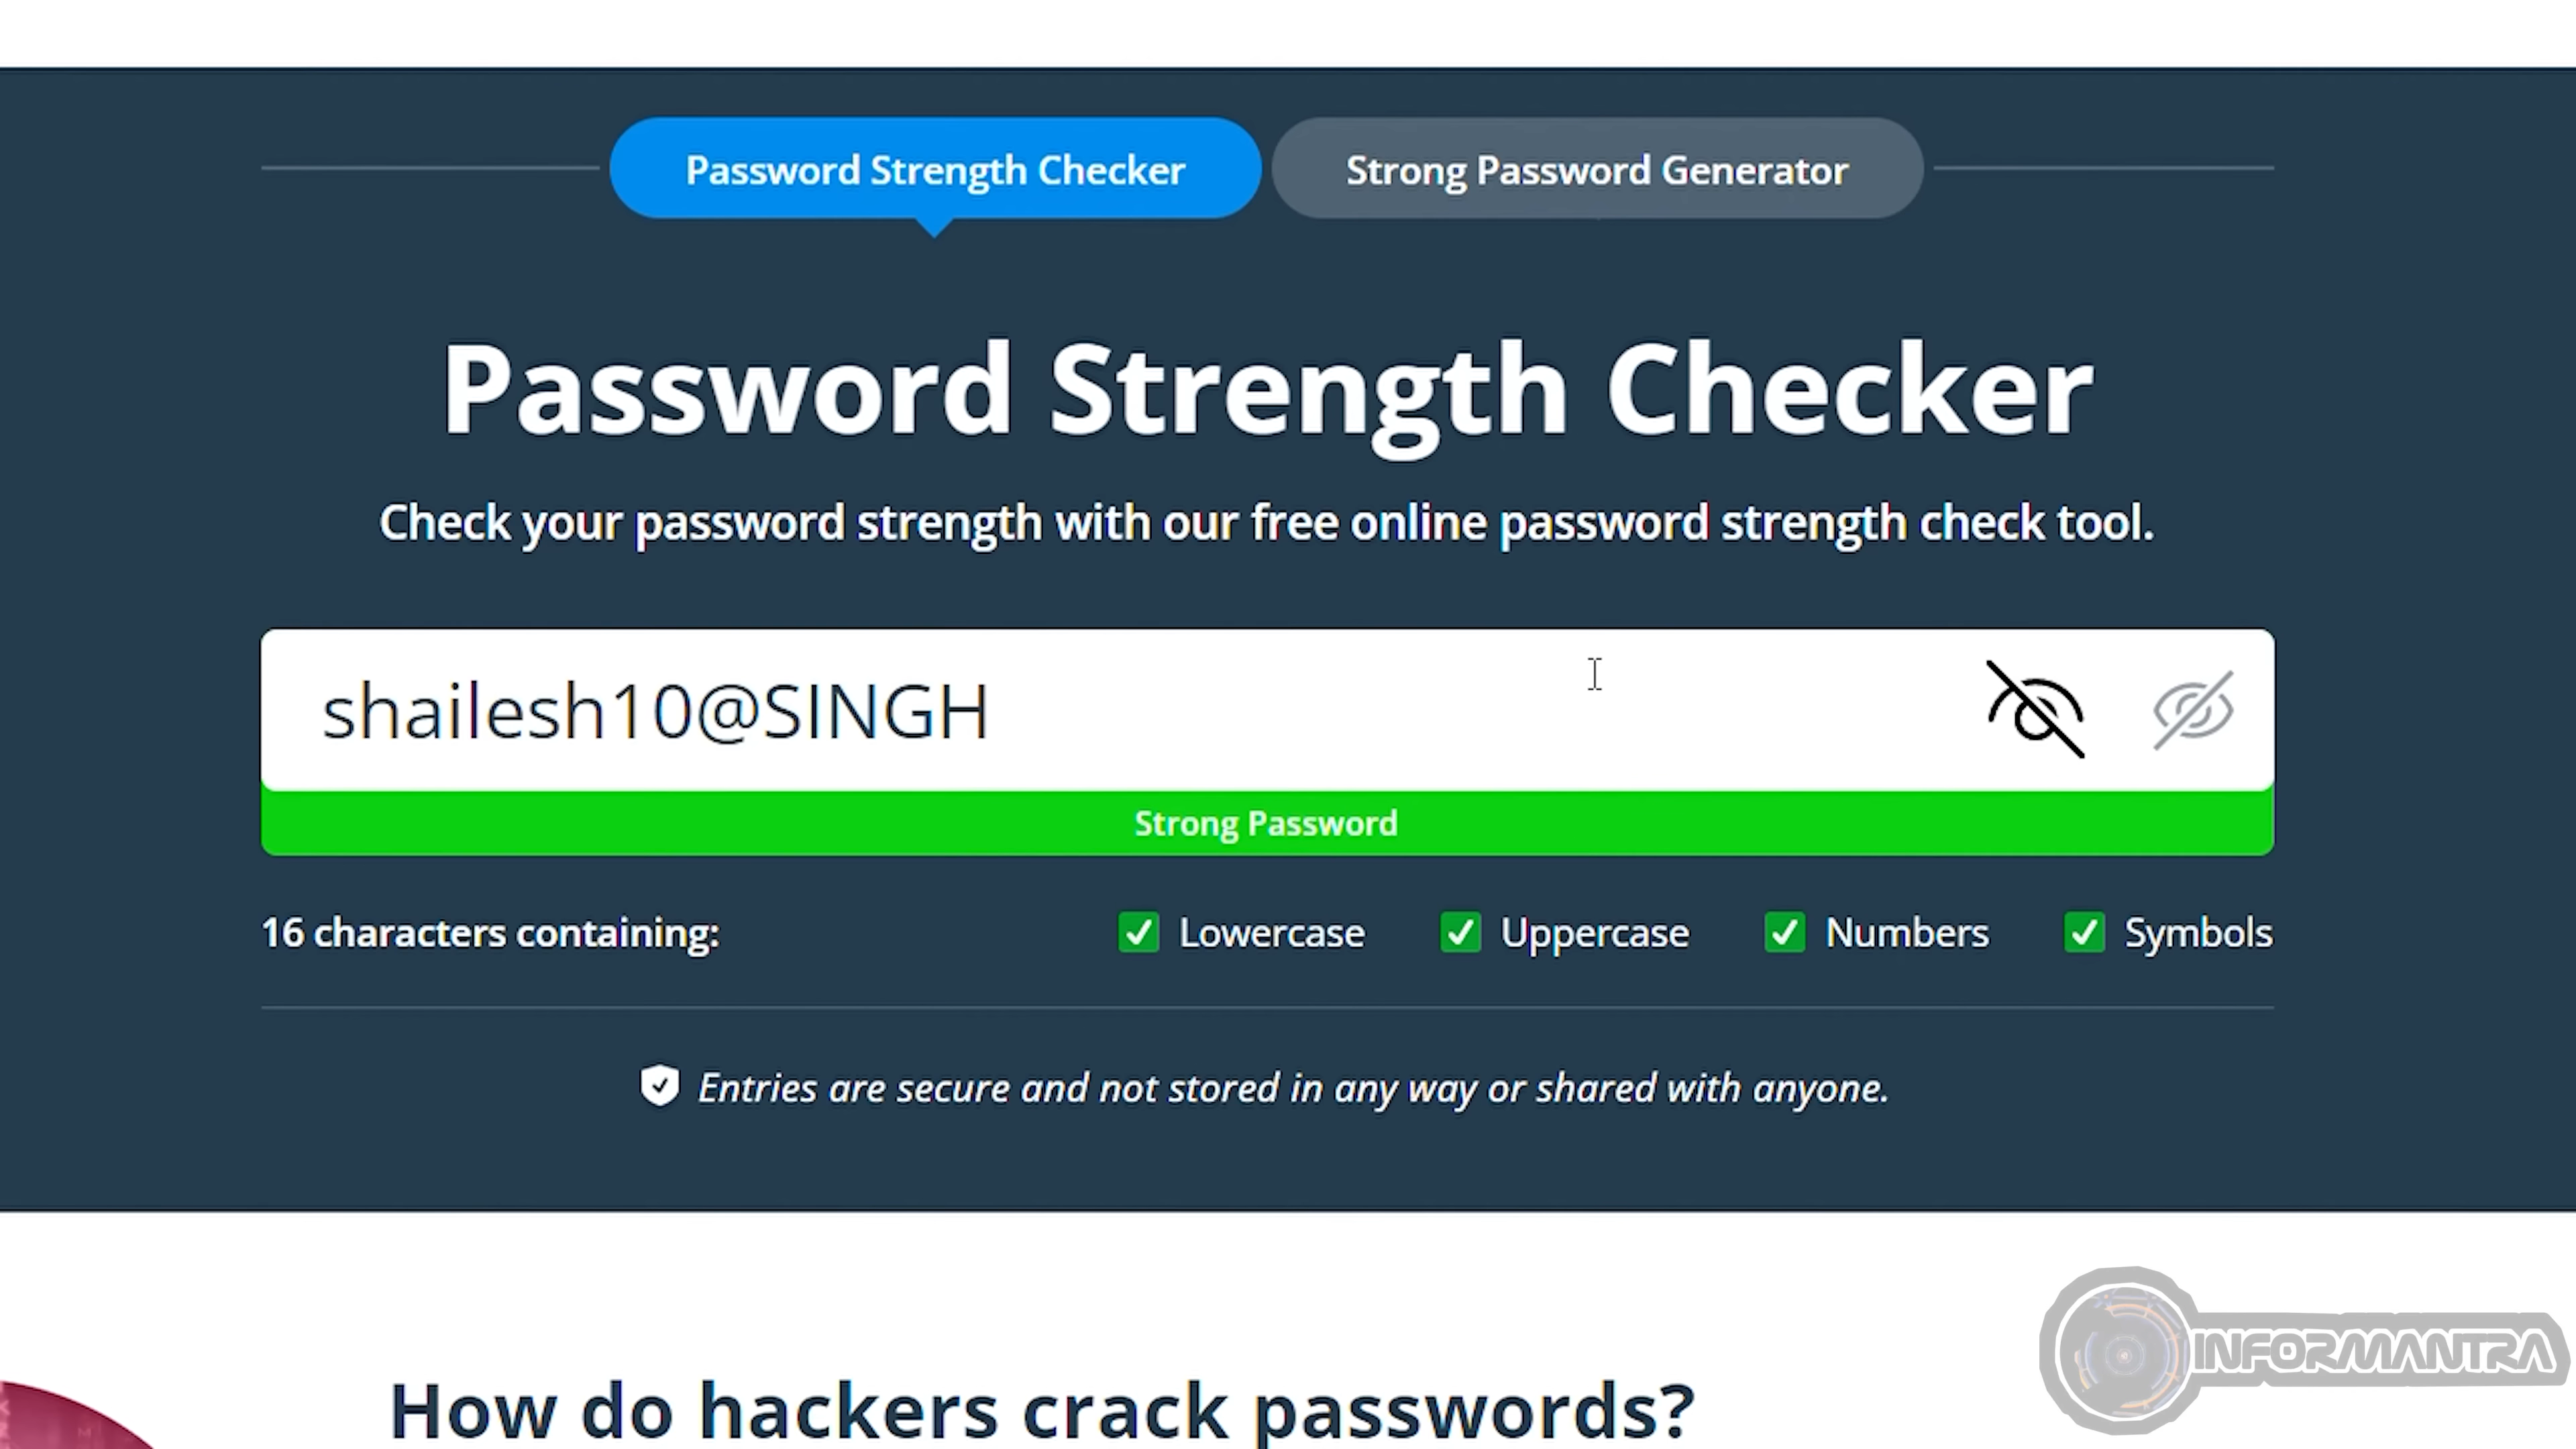 Password Strength Checker
Strong Password Generator
Password Strength Checker
Check your password strength with our free online password strength check tool.
shailesh10@SINGH
Strong Password
16 characters containing:
Lowercase
Uppercase
Numbers
Symbols
Entries are secure and not stored in any way or shared with anyone.
How do hackers crack passwords?
INFORMANTRA